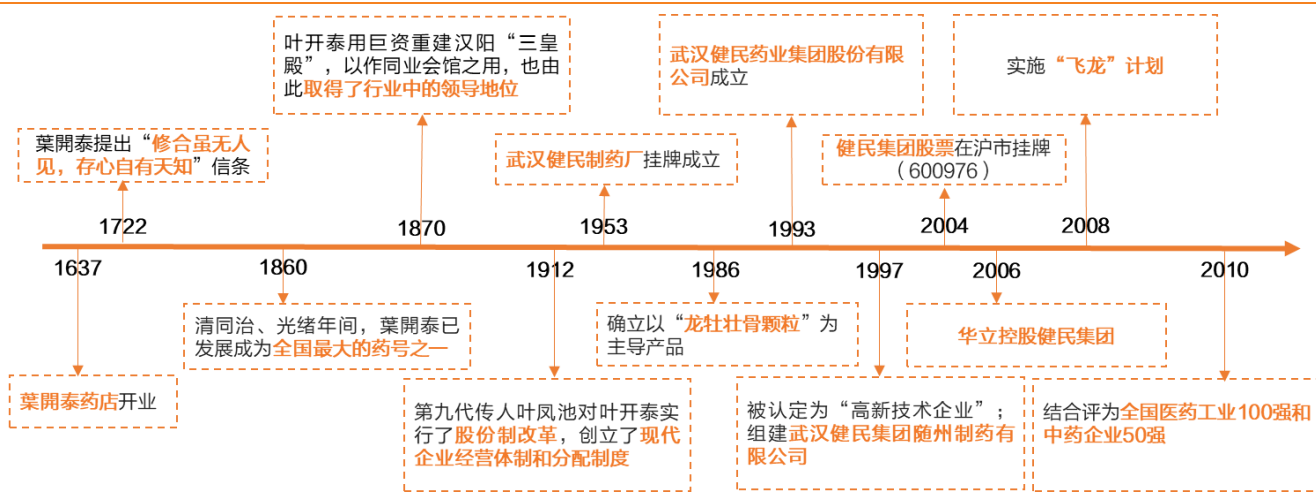 叶开泰用巨资重建汉阳“三皇
殿”，以作同业会馆之用，也由
此取得了行业中的领导地位
武汉健民药业集团股份有限
公司成立
实施“飞龙”计划
葉開泰提出“修合虽无人
见，存心自有天知”信条
武汉健民制药厂挂牌成立
健民集团股票在沪市挂牌
（600976）
1722
1870
1953
1993
2004
2008
1637
1860
1912
1986
1997
2006
2010
清同治、光绪年间，葉開泰已
发展成为全国最大的药号之一
确立以“龙牡壮骨颗粒”为
主导产品
华立控股健民集团
葉開泰药店开业
第九代传人叶凤池对叶开泰实
行了股份制改革，创立了现代
企业经营体制和分配制度
被认定为“高新技术企业”；
组建武汉健民集团随州制药有
限公司
结合评为全国医药工业100强和
中药企业50强